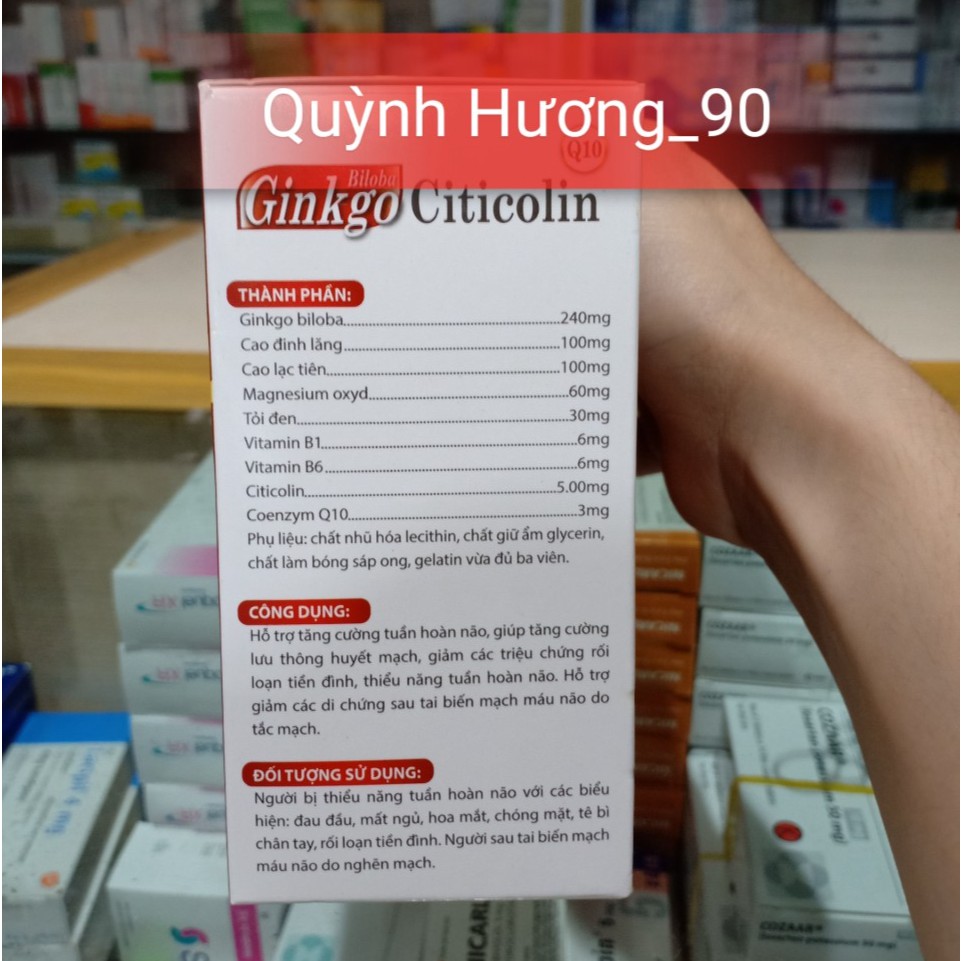 Quỳnh Hương_90
Q10
Biloba
Ginkgo Citicolin
THÀNH PHẦN:
Ginkgo biloba....240mg
Cao đinh lăng....100mg
Cao lạc tiên....100mg
Magnesium oxyd....60mg
Tỏi đen....30mg
Vitamin B1....6mg
Vitamin B6....6mg
Citicolin....5.00mg
Coenzym Q10....3mg
Phụ liệu: chất nhũ hóa lecithin, chất giữ ẩm glycerin,
chất làm bóng sáp ong, gelatin vừa đủ ba viên.
CÔNG DỤNG:
Hỗ trợ tăng cường tuần hoàn não, giúp tăng cường
lưu thông huyết mạch, giảm các triệu chứng rối
loạn tiền đình, thiểu năng tuần hoàn não. Hỗ trợ
giảm các di chứng sau tai biến mạch máu não do
tắc mạch.
ĐỐI TƯỢNG SỬ DỤNG:
Người bị thiểu năng tuần hoàn não với các biểu
hiện: đau đầu, mất ngủ, hoa mắt, chóng mặt, tê bì
chân tay, rối loạn tiền đình. Người sau tai biến mạch
máu não do nghẽn mạch.
COZAAR